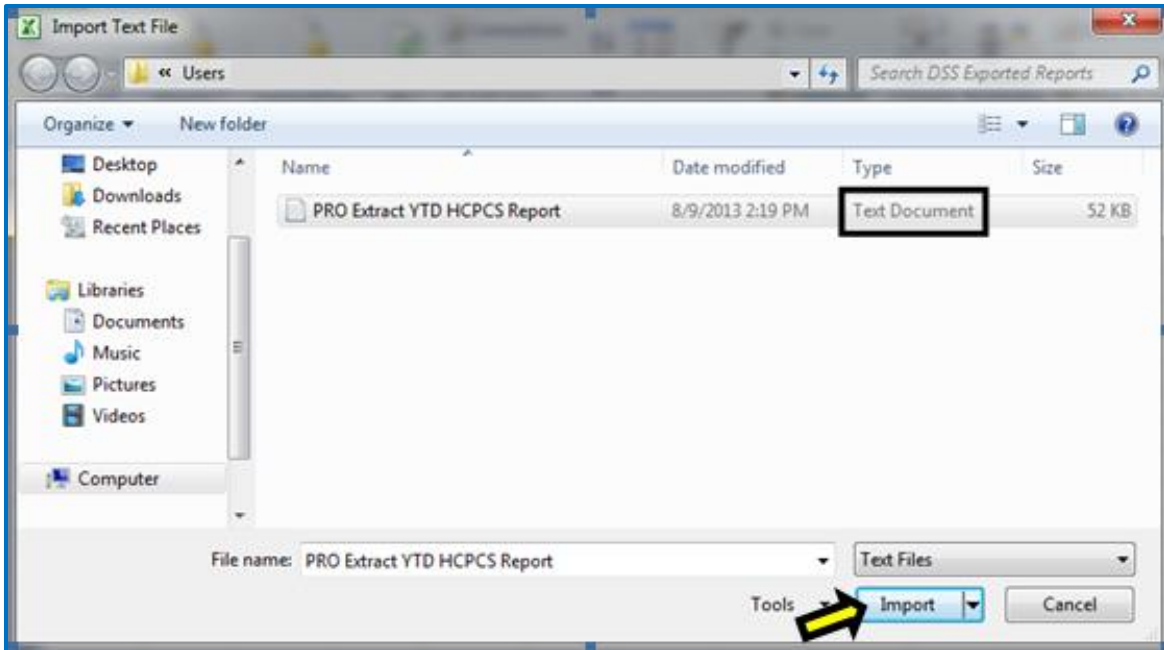 Import Text File
« Users
Search DSS Exported Reports
Organize
New folder
Desktop
Downloads
Recent Places
Libraries
Documents
Music
Pictures
Videos
Computer
Name Date modified Type Size
PRO Extract YTD HCPCS Report 8/9/2013 2:19 PM Text Document 52 KB
File name: PRO Extract YTD HCPCS Report Text Files
Tools Import Cancel